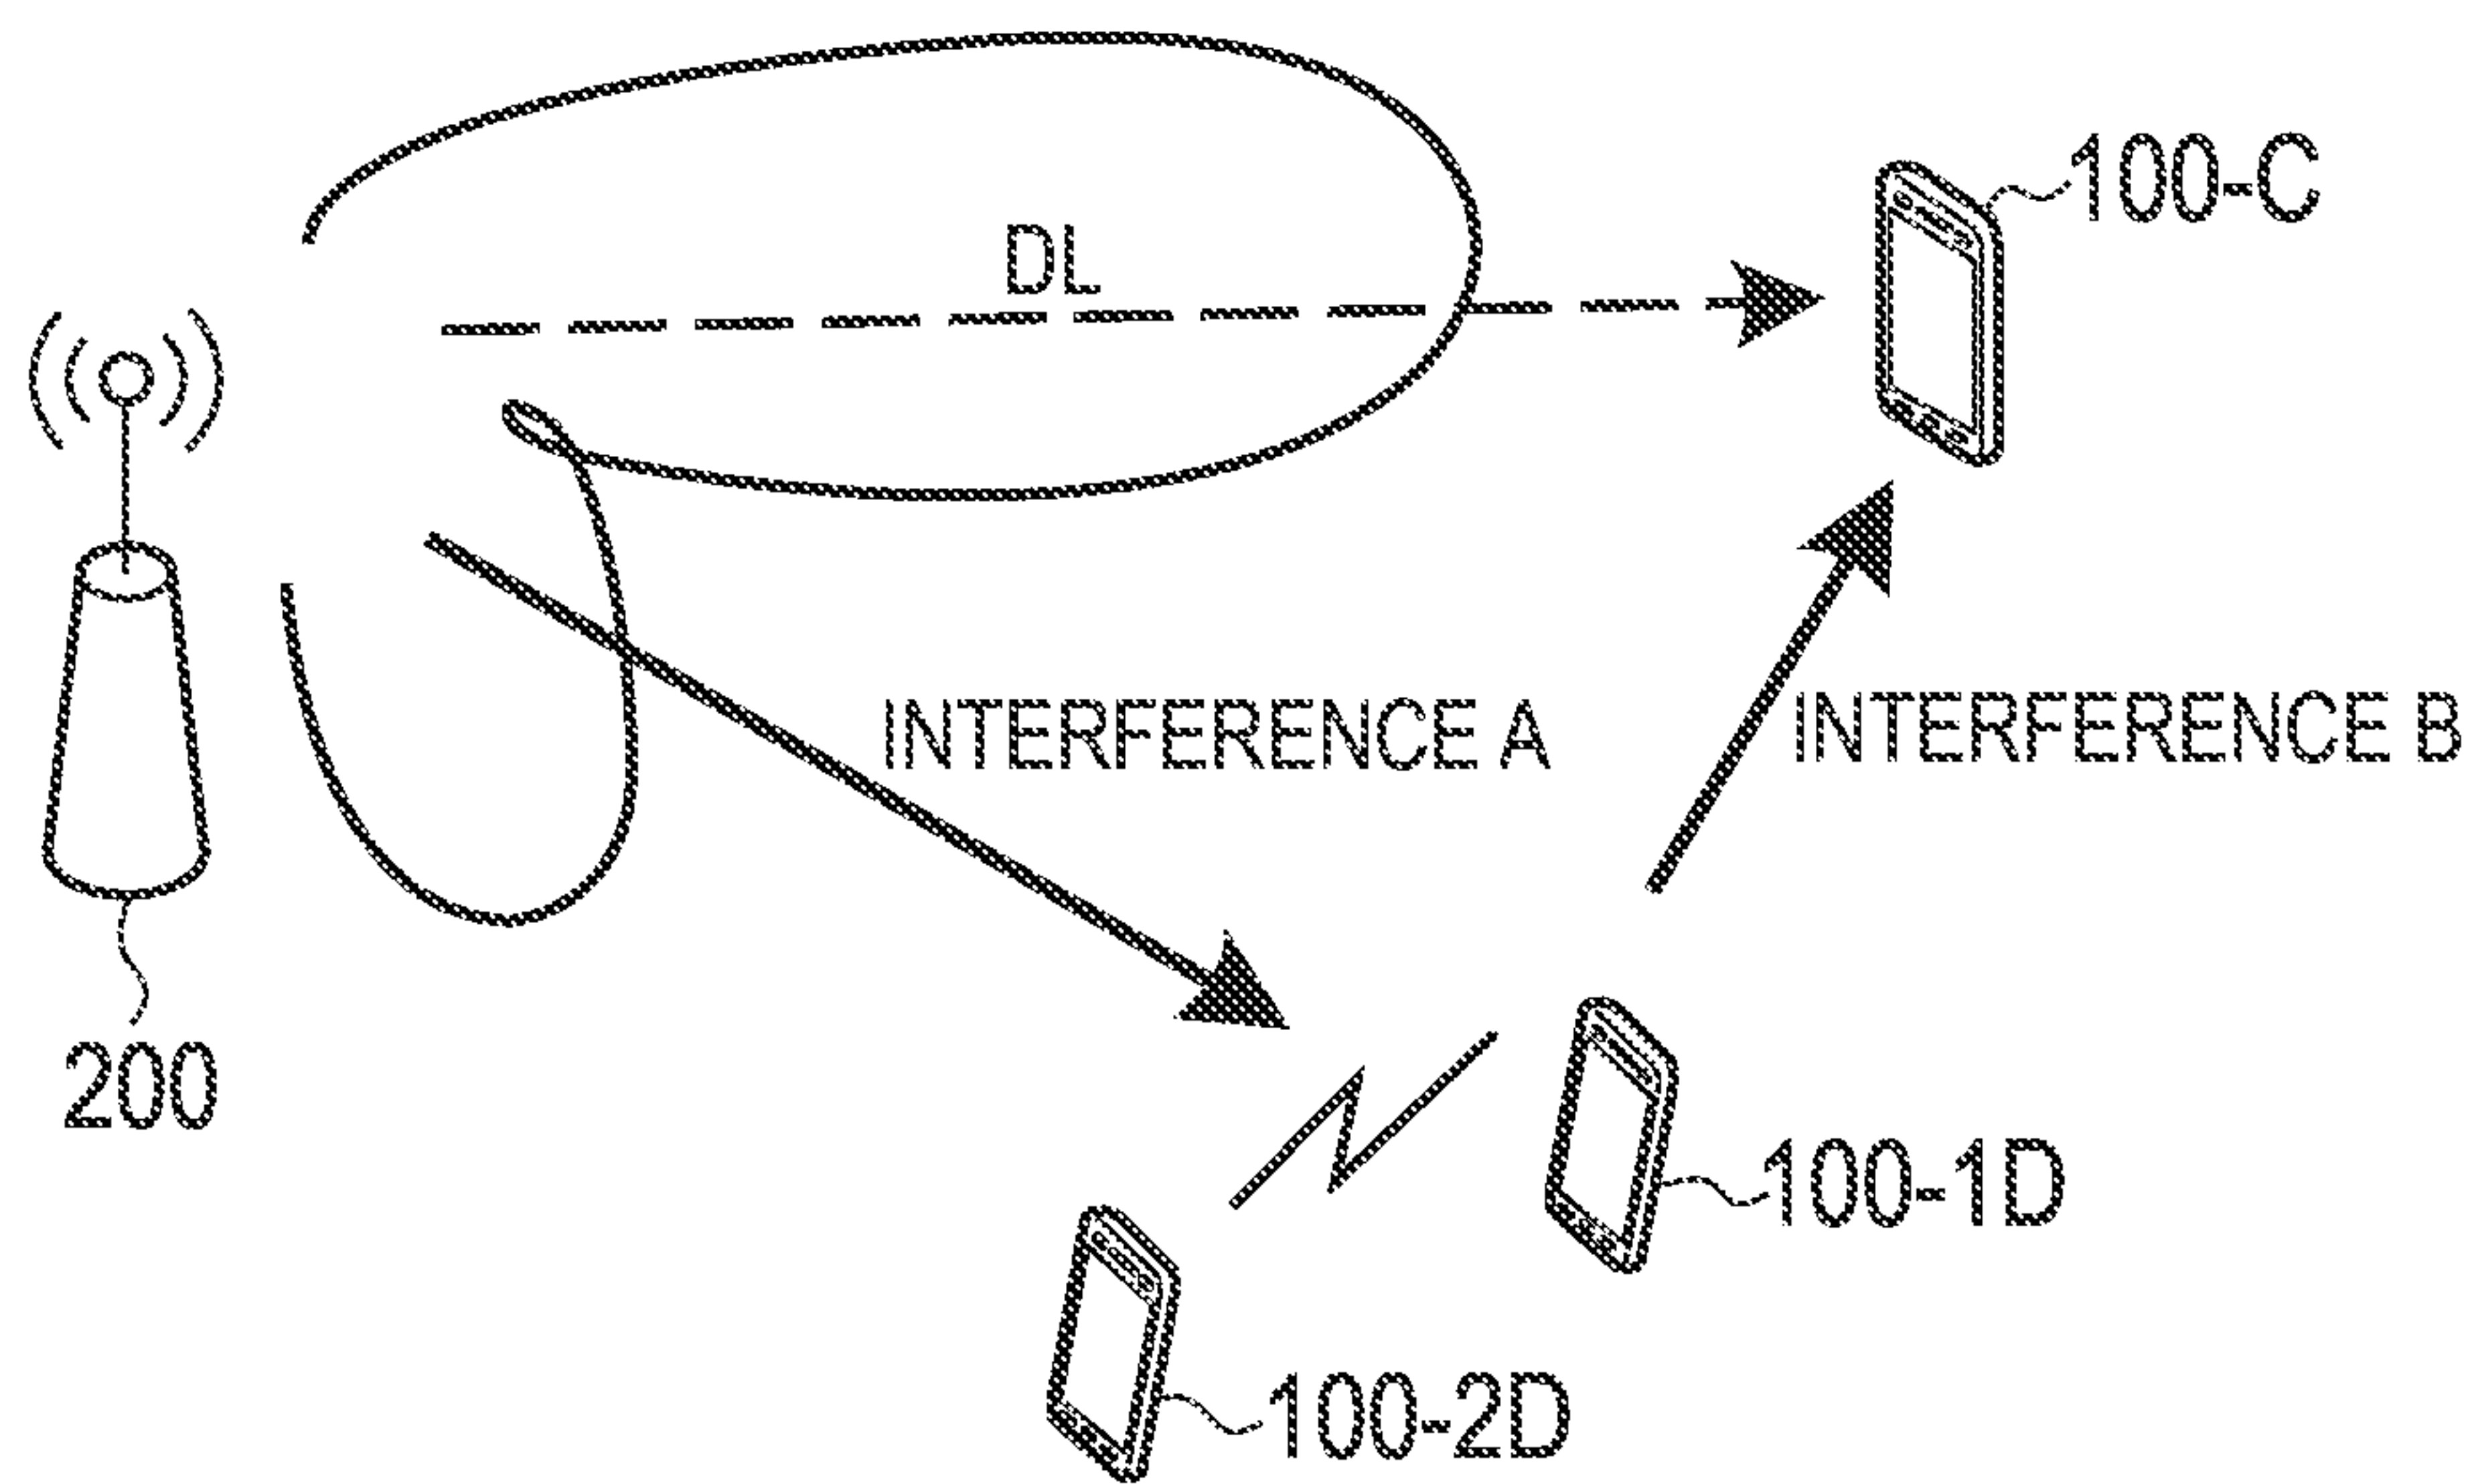 100-C
DL
INTERFERENCE A
INTERFERENCE B
200
100-1D
100-2D